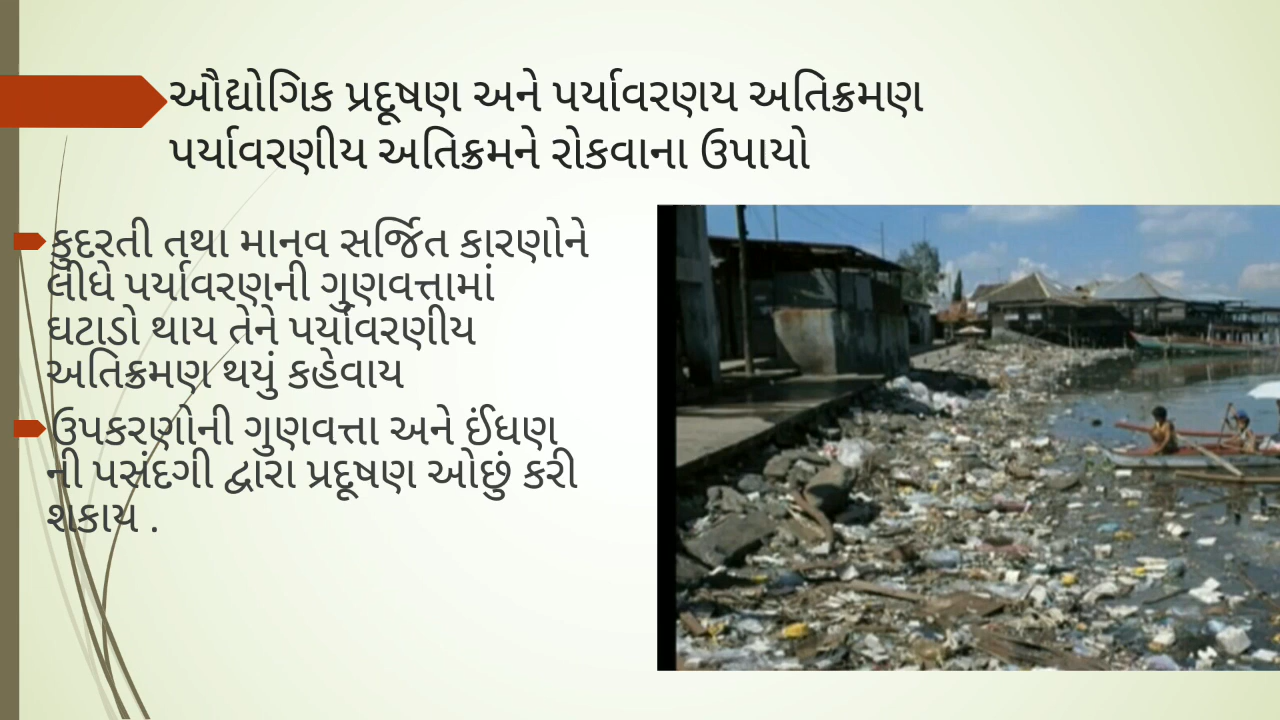 ઔદ્યોગિક પ્રદૂષણ અને પર્યાવરણય અતિક્રમણ
પર્યાવરણીય અતિક્રમને રોકવાના ઉપાયો
કુદરતી તથા માનવ સર્જિત કારણોને
લીધે પર્યાવરણની ગુણવત્તામાં
ઘટાડો થાય તેને પર્યાવરણીય
અતિક્રમણ થયું કહેવાય
ઉપકરણોની ગુણવત્તા અને ઈંધણ
ની પસંદગી દ્વારા પ્રદૂષણ ઓછું કરી
શકાય .